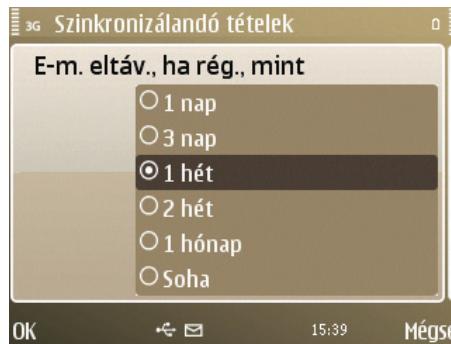 3G Szinkronizálandó tételek
E-m. eltáv., ha rég., mint
1 nap
3 nap
1 hét
2 hét
1 hónap
Soha
OK 15:39 Mégse